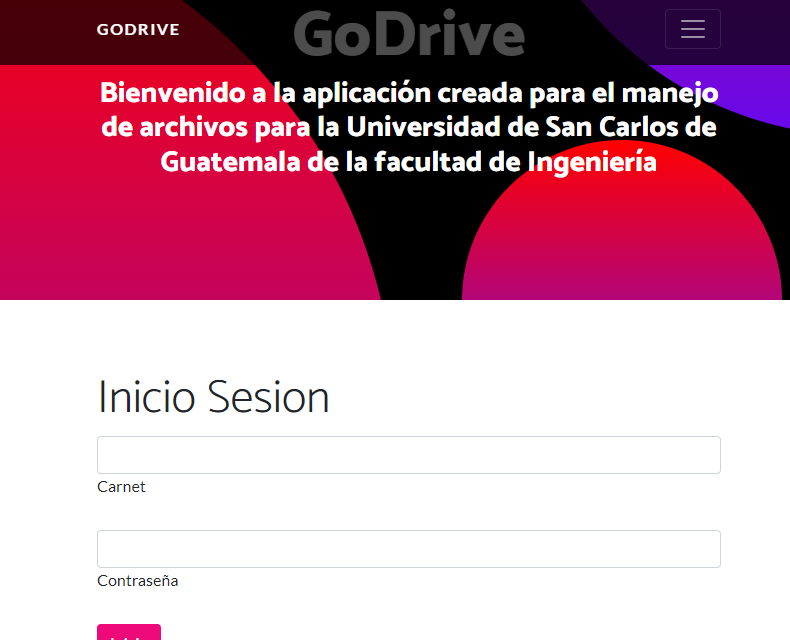 GODRIVE
GoDrive
Bienvenido a la aplicación creada para el manejo
de archivos para la Universidad de San Carlos de
Guatemala de la facultad de Ingeniería
Inicio Sesion
Carnet
Contraseña